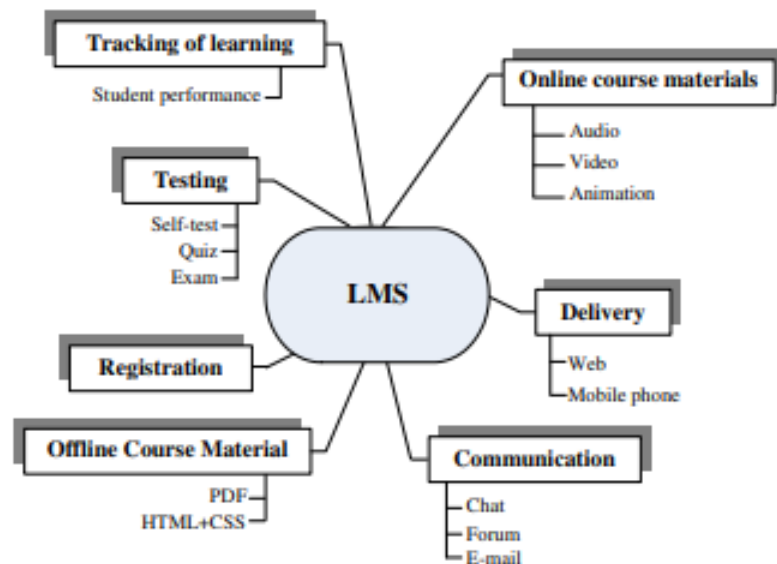 Tracking of learning
Student performance
Online course materials
Audio
Video
Animation
Testing
Self-test
Quiz
Exam
LMS
Delivery
Web
Mobile phone
Registration
Offline Course Material
PDF
HTML+CSS
Communication
Chat
Forum
E-mail